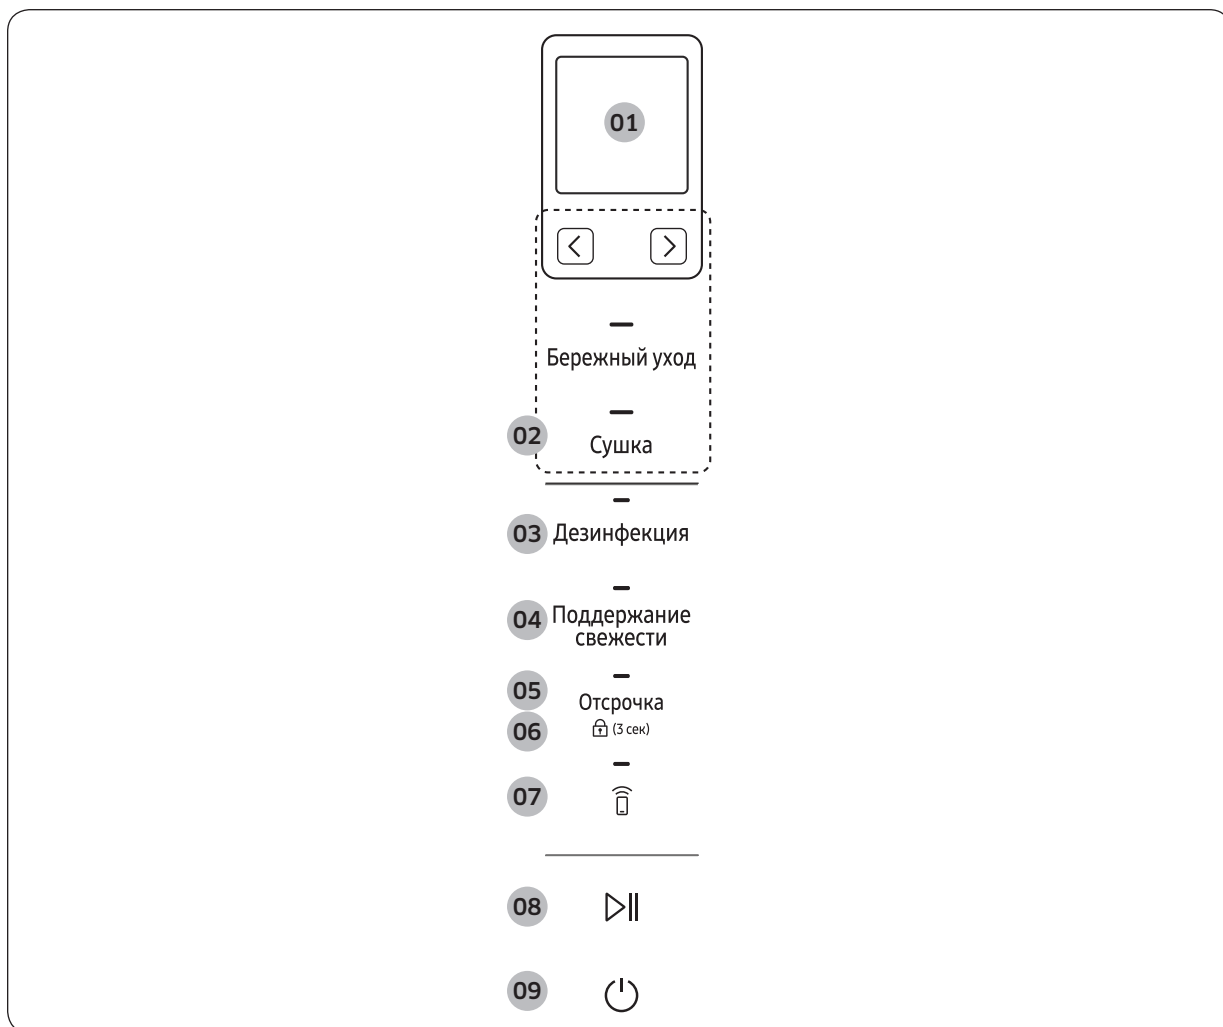 01
Бережный уход
02
Сушка
03 Дезинфекция
04 Поддержание
свежести
05
Отсрочка
06
(3 сек)
07
08
09